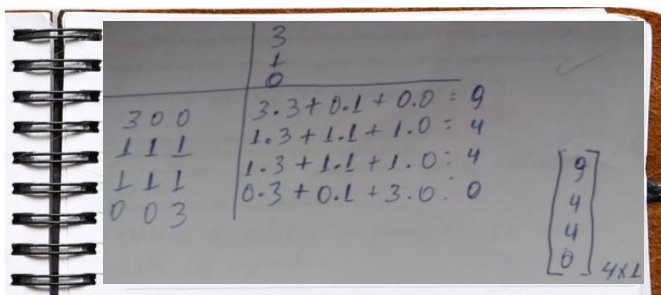 3
1
0
3 0 0 3.3+0.1+0.0 = 9
1 1 1 1.3+1.1+1.0 = 4
1 1 1 1.3+1.1+1.0 = 4
0 0 3 0.3+0.1+3.0 = 0
[9
4
4
0] 4x1